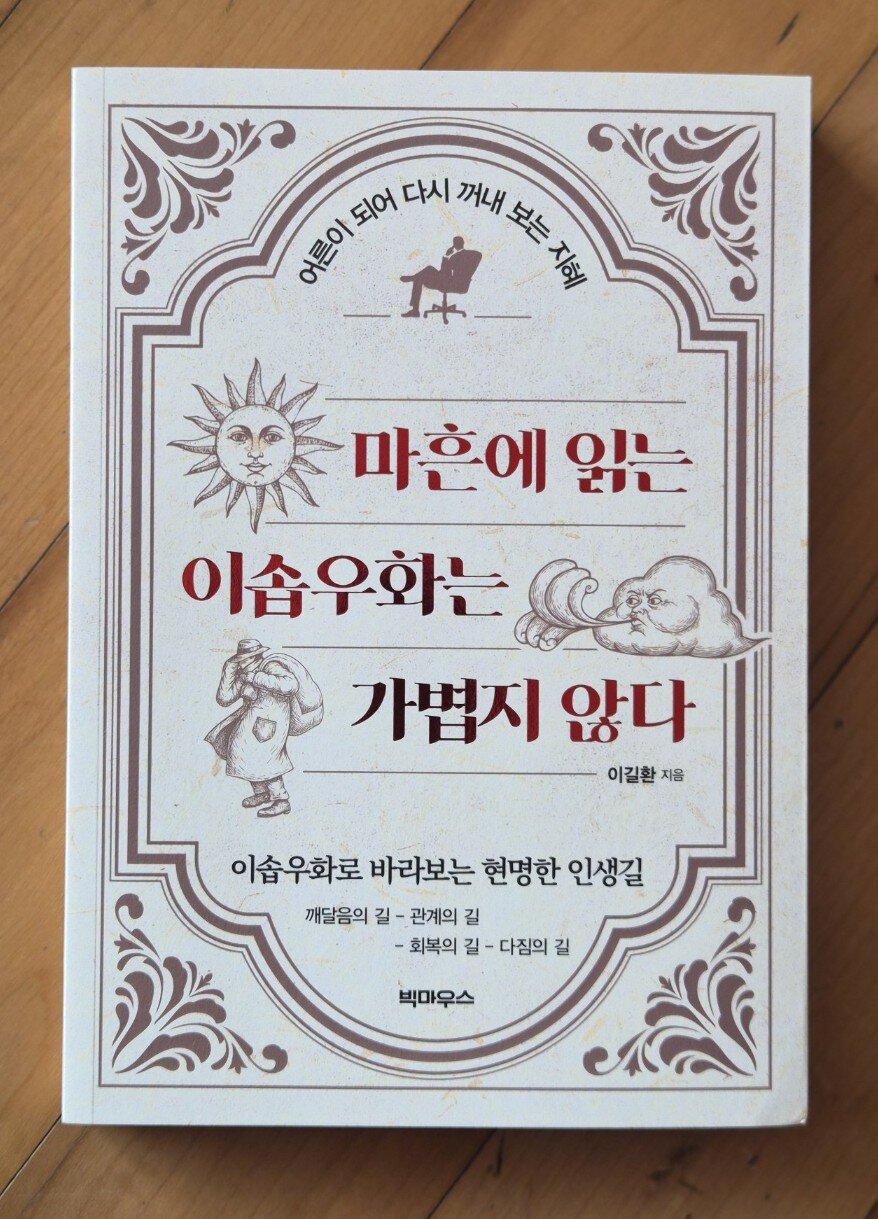 어른이 되어 다시 꺼내 보는 지혜
마흔에 읽는
이솝우화는
가볍지 않다
이길환 지음
이솝우화로 바라보는 현명한 인생길
깨달음의 길 - 관계의 길
- 회복의 길 - 다짐의 길
빅마우스